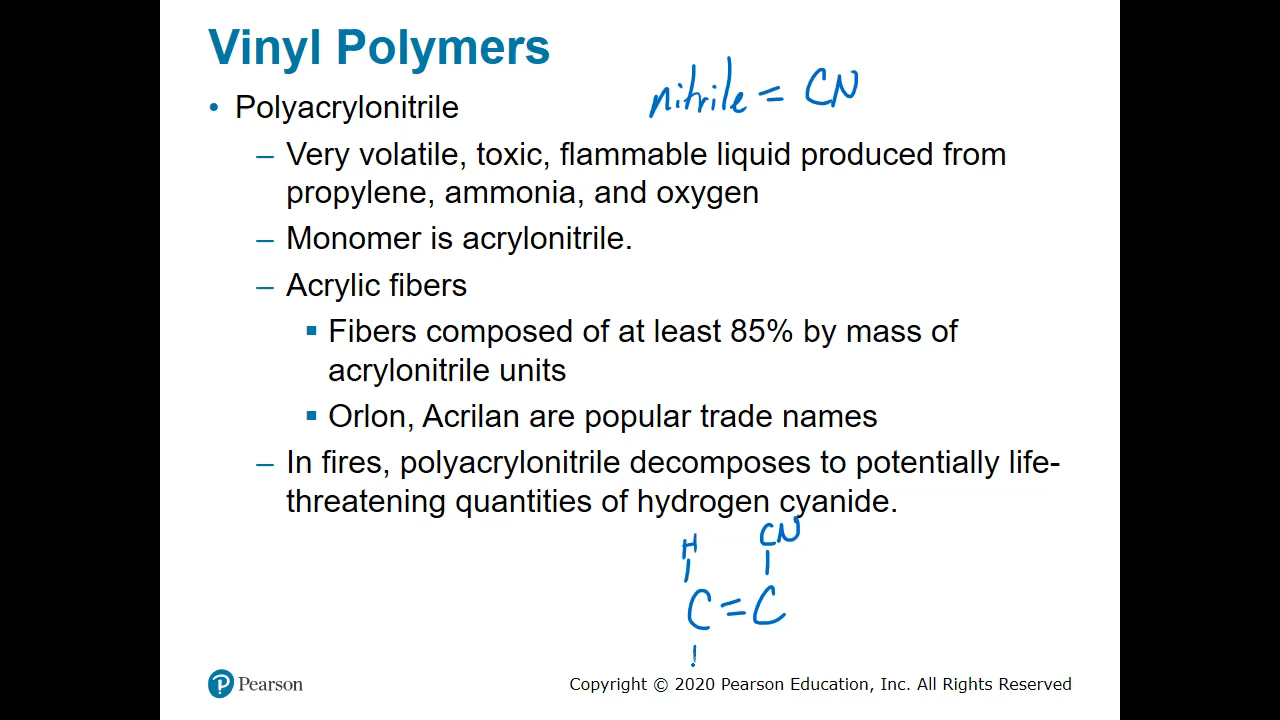 Vinyl Polymers
nitrile = CN
• Polyacrylonitrile
– Very volatile, toxic, flammable liquid produced from
propylene, ammonia, and oxygen
– Monomer is acrylonitrile.
– Acrylic fibers
▪ Fibers composed of at least 85% by mass of
acrylonitrile units
▪ Orlon, Acrilan are popular trade names
– In fires, polyacrylonitrile decomposes to potentially life-
threatening quantities of hydrogen cyanide.
H CN
C = C
P Pearson
Copyright © 2020 Pearson Education, Inc. All Rights Reserved